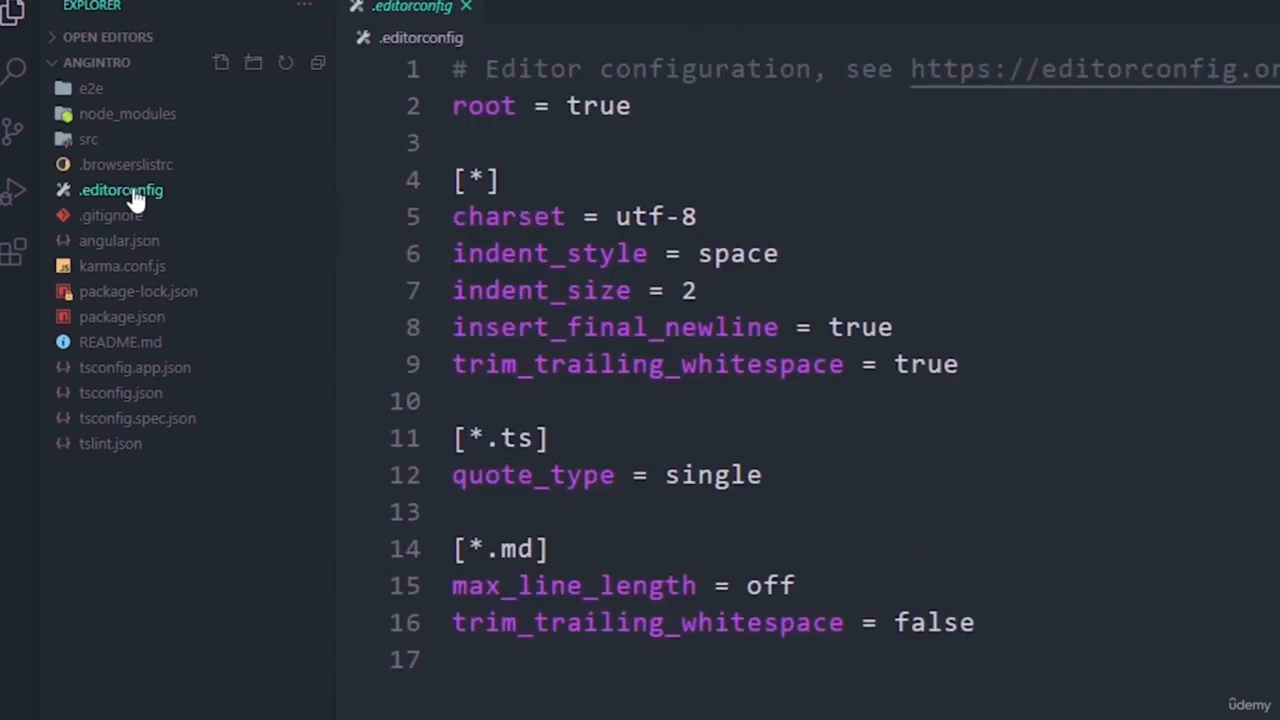 EXPLORER
OPEN EDITORS
ANGINTRO
e2e
node_modules
src
.browserslistrc
.editorconfig
.gitignore
angular.json
karma.conf.js
package-lock.json
package.json
README.md
tsconfig.app.json
tsconfig.json
tsconfig.spec.json
tslint.json
.editorconfig
.editorconfig
1 # Editor configuration, see https://editorconfig.or
2 root = true
3
4 [*]
5 charset = utf-8
6 indent_style = space
7 indent_size = 2
8 insert_final_newline = true
9 trim_trailing_whitespace = true
10
11 [*.ts]
12 quote_type = single
13
14 [*.md]
15 max_line_length = off
16 trim_trailing_whitespace = false
17
ûdemy